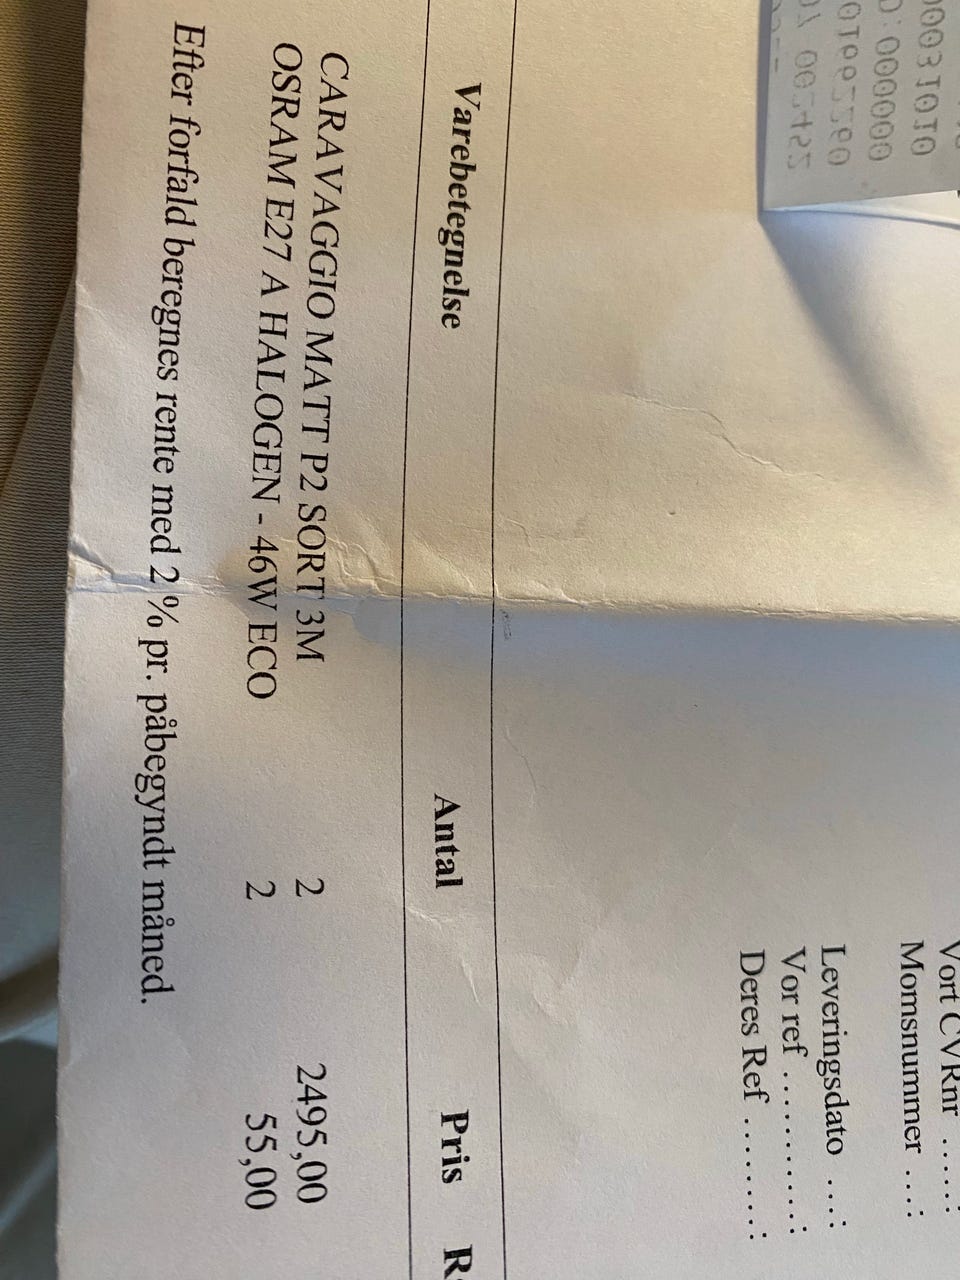 Vort CVRnr ......:
Momsnummer ....:
Leveringsdato ....:
Vor ref ............:
Deres Ref ........:
Varebetegnelse Antal Pris
CARAVAGGIO MATT P2 SORT 3M 2 2495,00
OSRAM E27 A HALOGEN - 46W ECO 2 55,00
Efter forfald beregnes rente med 2 % pr. påbegyndt måned.